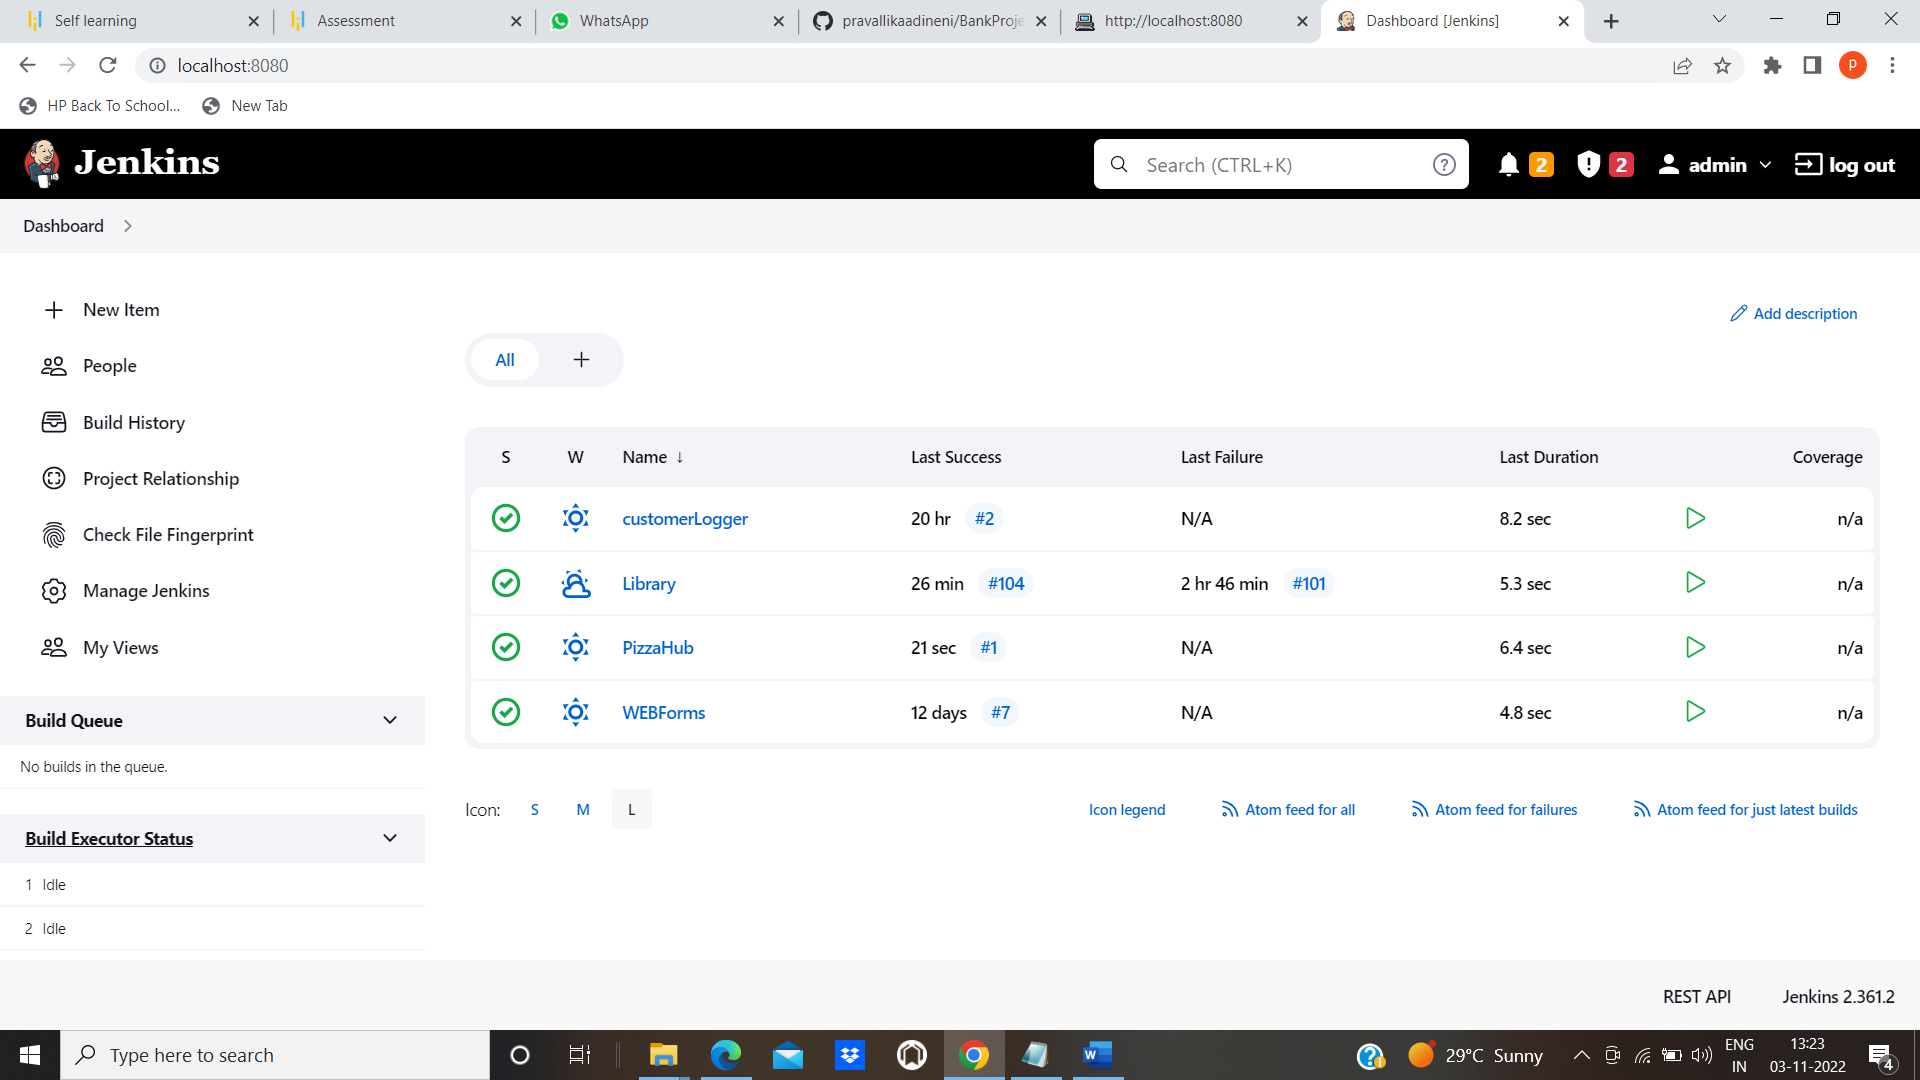 Self learning
Assessment
WhatsApp
pravallikaadineni/BankProje
http://localhost:8080
Dashboard [Jenkins]
localhost:8080
P
HP Back To School...
New Tab
Jenkins
Search (CTRL+K)
2
2
admin
log out
Dashboard
New Item
People
Build History
Project Relationship
Check File Fingerprint
Manage Jenkins
My Views
Build Queue
No builds in the queue.
Build Executor Status
1 Idle
2 Idle
Add description
All
S W Name ↓ Last Success Last Failure Last Duration Coverage
customerLogger 20 hr #2 N/A 8.2 sec n/a
Library 26 min #104 2 hr 46 min #101 5.3 sec n/a
PizzaHub 21 sec #1 N/A 6.4 sec n/a
WEBForms 12 days #7 N/A 4.8 sec n/a
Icon: S M L
Icon legend
Atom feed for all
Atom feed for failures
Atom feed for just latest builds
REST API
Jenkins 2.361.2
Type here to search
29°C Sunny
ENG
IN
13:23
03-11-2022
4